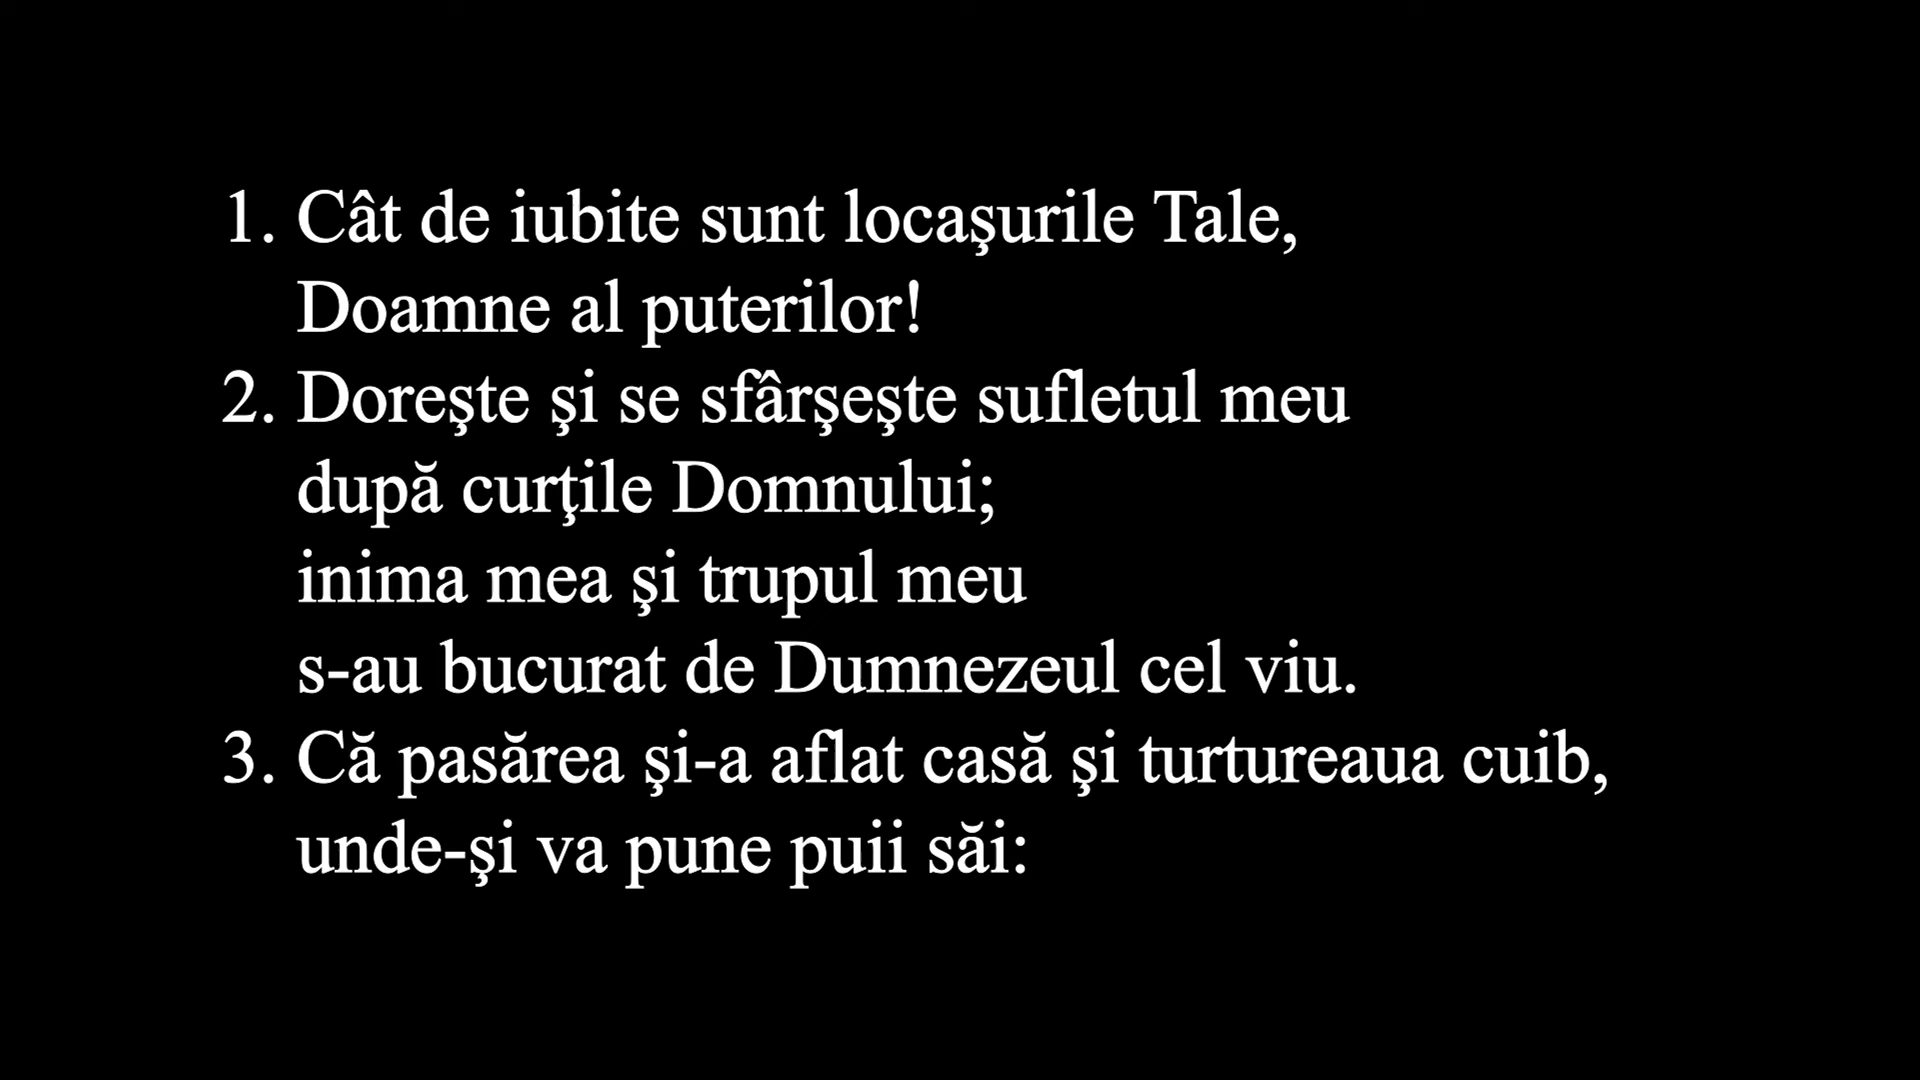 1. Cât de iubite sunt locaşurile Tale,
Doamne al puterilor!
2. Doreşte şi se sfârşeşte sufletul meu
după curţile Domnului;
inima mea şi trupul meu
s-au bucurat de Dumnezeul cel viu.
3. Că pasărea şi-a aflat casă şi turtureaua cuib,
unde-şi va pune puii săi: